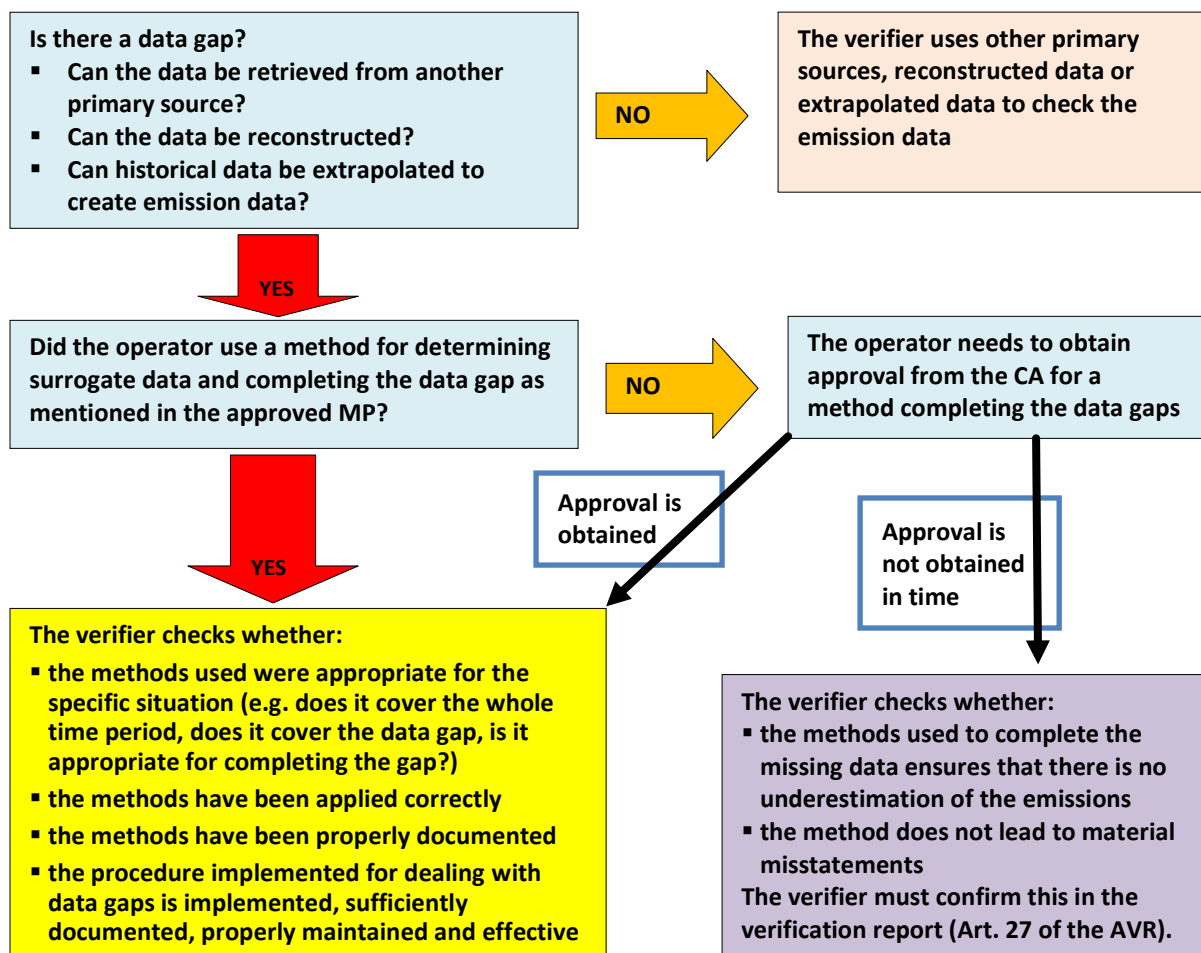 Is there a data gap?
▪ Can the data be retrieved from another
primary source?
▪ Can the data be reconstructed?
▪ Can historical data be extrapolated to
create emission data?
NO
The verifier uses other primary
sources, reconstructed data or
extrapolated data to check the
emission data
YES
Did the operator use a method for determining
surrogate data and completing the data gap as
mentioned in the approved MP?
NO
The operator needs to obtain
approval from the CA for a
method completing the data gaps
Approval is
obtained
Approval is
not obtained
in time
YES
The verifier checks whether:
▪ the methods used were appropriate for the
specific situation (e.g. does it cover the whole
time period, does it cover the data gap, is it
appropriate for completing the gap?)
▪ the methods have been applied correctly
▪ the methods have been properly documented
▪ the procedure implemented for dealing with
data gaps is implemented, sufficiently
documented, properly maintained and effective
The verifier checks whether:
▪ the methods used to complete the
missing data ensures that there is no
underestimation of the emissions
▪ the method does not lead to material
misstatements
The verifier must confirm this in the
verification report (Art. 27 of the AVR).